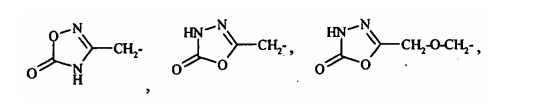 O N HN N HN N
CH₂- CH₂-, CH₂-O-CH₂-,
O N O O O O
H
,